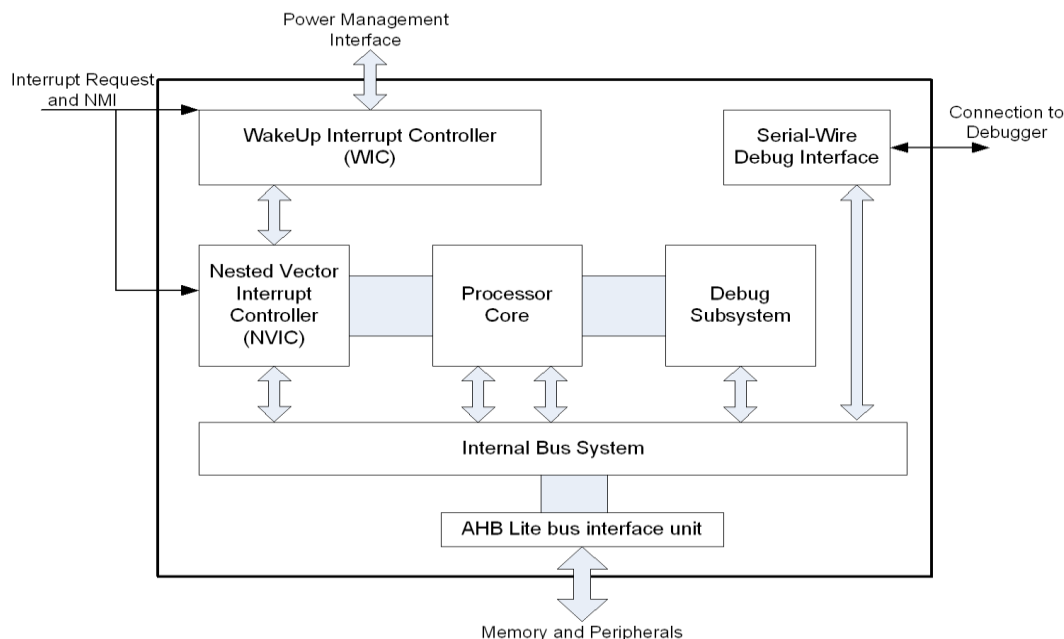 Power Management
Interface
Interrupt Request
and NMI
WakeUp Interrupt Controller
(WIC)
Serial-Wire
Debug Interface
Connection to
Debugger
Nested Vector
Interrupt
Controller
(NVIC)
Processor
Core
Debug
Subsystem
Internal Bus System
AHB Lite bus interface unit
Memory and Peripherals